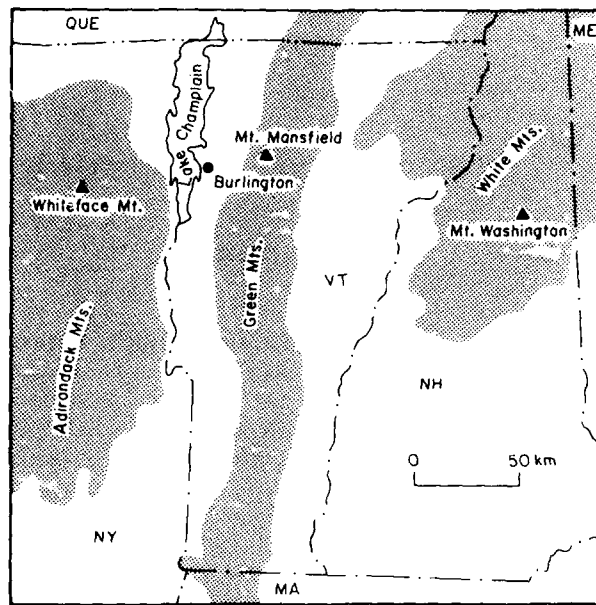 QUE
ME
Lake Champlain
Mt. Mansfield
Burlington
White Mts.
Whiteface Mt.
Mt. Washington
Green Mts.
VT
Adirondack Mts.
NH
0 50 km
NY
MA